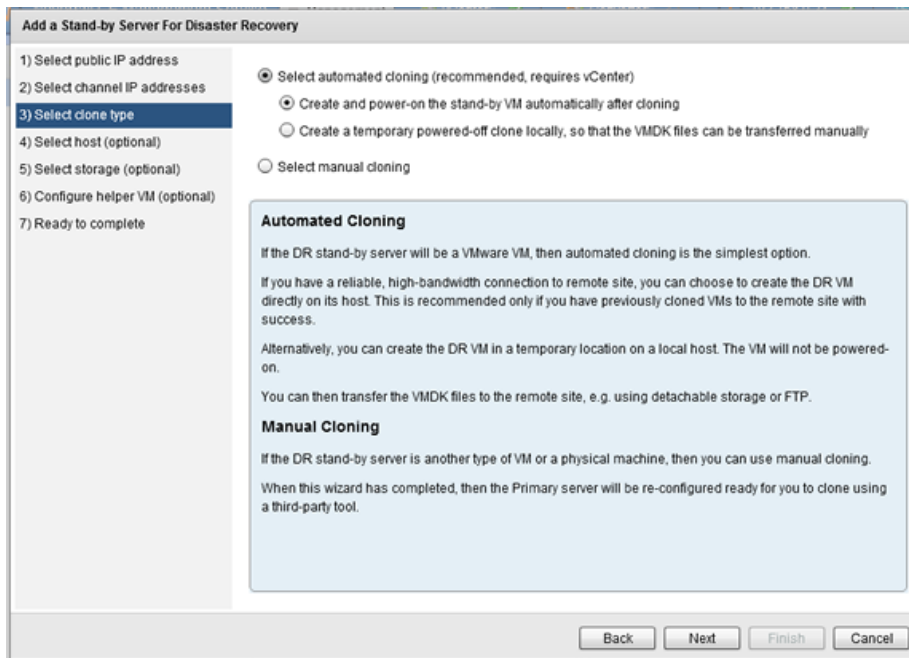 Add a Stand-by Server For Disaster Recovery
1) Select public IP address
2) Select channel IP addresses
3) Select clone type
4) Select host (optional)
5) Select storage (optional)
6) Configure helper VM (optional)
7) Ready to complete
Select automated cloning (recommended, requires vCenter)
Create and power-on the stand-by VM automatically after cloning
Create a temporary powered-off clone locally, so that the VMDK files can be transferred manually
Select manual cloning
Automated Cloning
If the DR stand-by server will be a VMware VM, then automated cloning is the simplest option.
If you have a reliable, high-bandwidth connection to remote site, you can choose to create the DR VM
directly on its host. This is recommended only if you have previously cloned VMs to the remote site with
success.
Alternatively, you can create the DR VM in a temporary location on a local host. The VM will not be powered-
on.
You can then transfer the VMDK files to the remote site, e.g. using detachable storage or FTP.
Manual Cloning
If the DR stand-by server is another type of VM or a physical machine, then you can use manual cloning.
When this wizard has completed, then the Primary server will be re-configured ready for you to clone using
a third-party tool.
Back
Next
Finish
Cancel